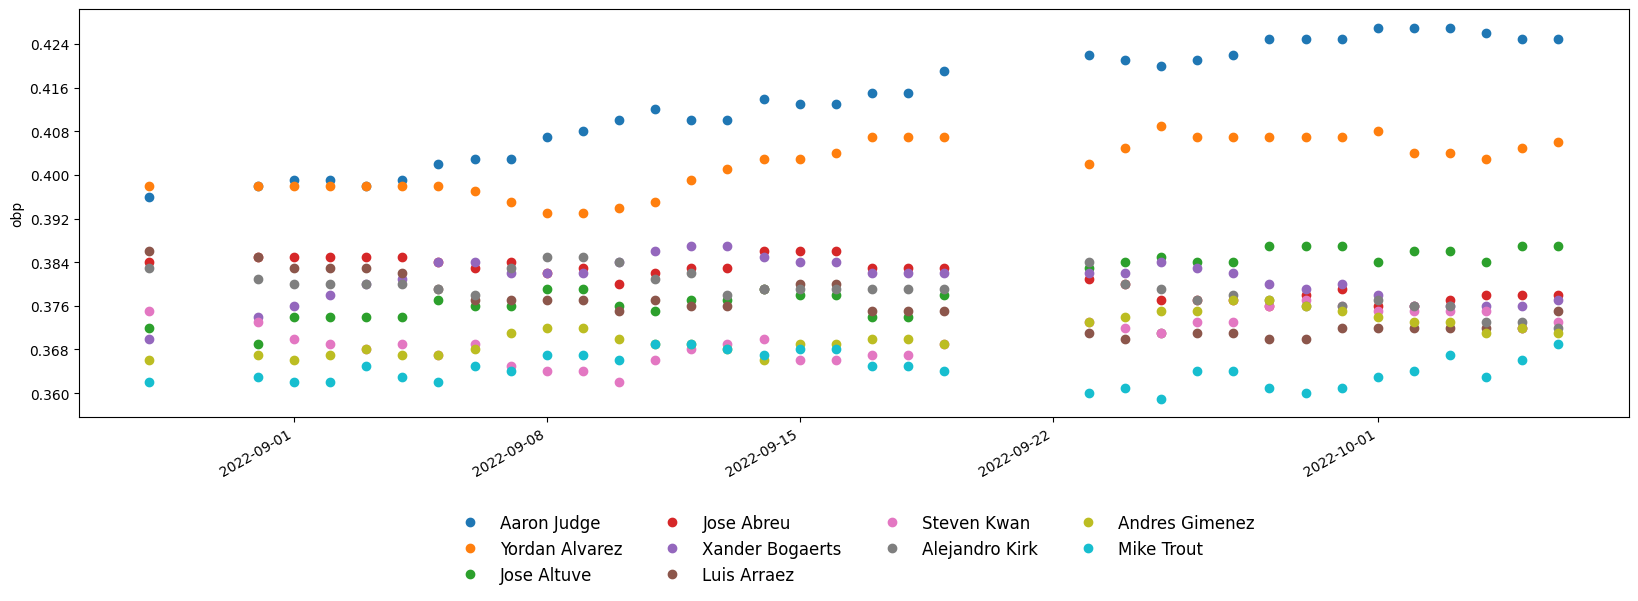 0.424
0.416
0.408
0.400
0.392
0.384
0.376
0.368
0.360
obp
2022-09-01
2022-09-08
2022-09-15
2022-09-22
2022-10-01
Aaron Judge
Yordan Alvarez
Jose Altuve
Jose Abreu
Xander Bogaerts
Luis Arraez
Steven Kwan
Alejandro Kirk
Andres Gimenez
Mike Trout